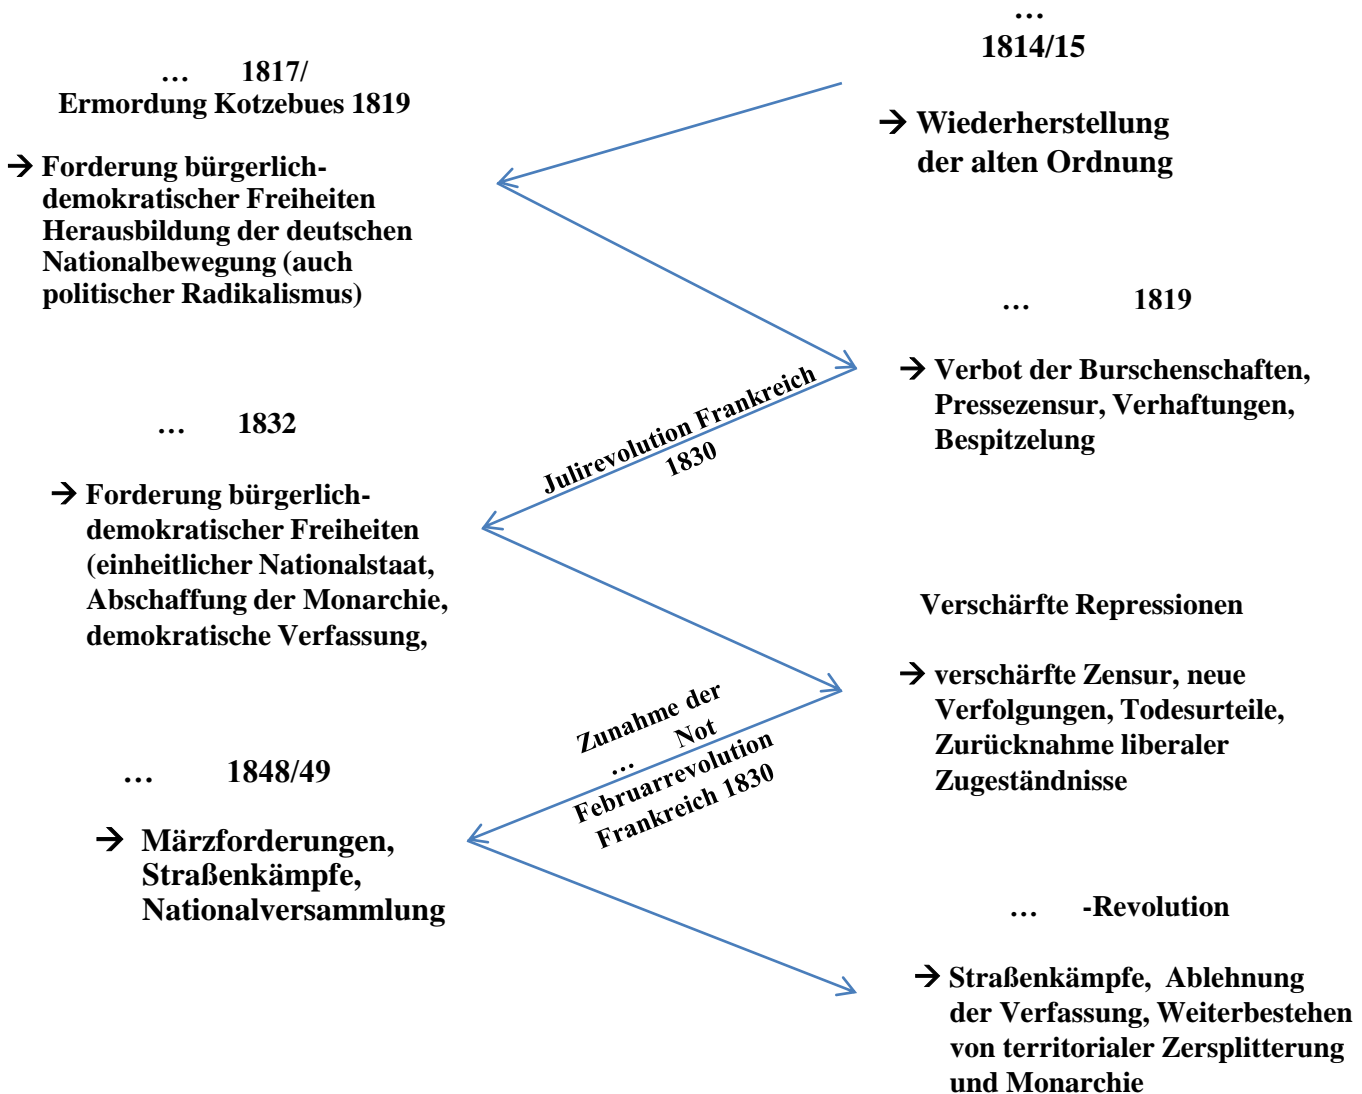 …
1814/15
→ Wiederherstellung
der alten Ordnung
… 1817/
Ermordung Kotzebues 1819
→ Forderung bürgerlich-
demokratischer Freiheiten
Herausbildung der deutschen
Nationalbewegung (auch
politischer Radikalismus)
… 1819
→ Verbot der Burschenschaften,
Pressezensur, Verhaftungen,
Bespitzelung
Julirevolution Frankreich
1830
… 1832
→ Forderung bürgerlich-
demokratischer Freiheiten
(einheitlicher Nationalstaat,
Abschaffung der Monarchie,
demokratische Verfassung,
Verschärfte Repressionen
→ verschärfte Zensur, neue
Verfolgungen, Todesurteile,
Zurücknahme liberaler
Zugeständnisse
Zunahme der
… Not
Februarrevolution
Frankreich 1830
… 1848/49
→ Märzforderungen,
Straßenkämpfe,
Nationalversammlung
… -Revolution
→ Straßenkämpfe, Ablehnung
der Verfassung, Weiterbestehen
von territorialer Zersplitterung
und Monarchie